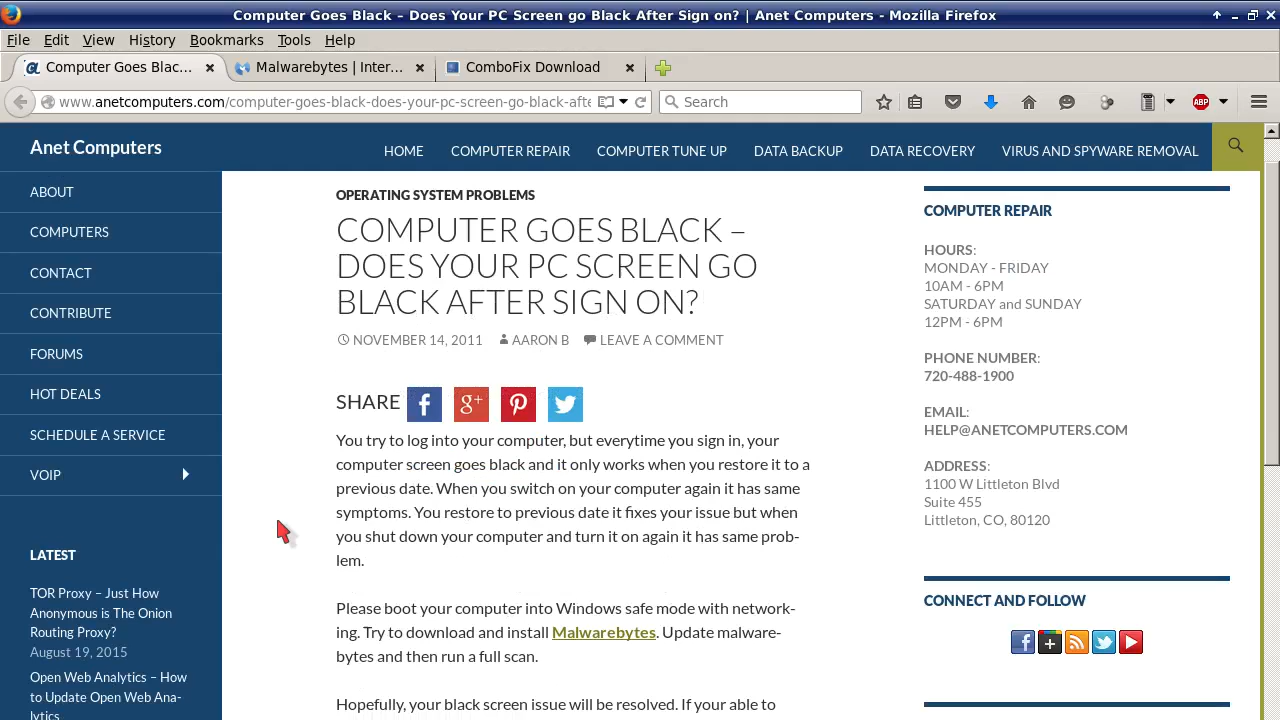 Computer Goes Black – Does Your PC Screen go Black After Sign on? | Anet Computers - Mozilla Firefox
File Edit View History Bookmarks Tools Help
Computer Goes Blac...
Malwarebytes | Inter...
ComboFix Download
www.anetcomputers.com/computer-goes-black-does-your-pc-screen-go-black-afte
Search
ABP
Anet Computers
HOME COMPUTER REPAIR COMPUTER TUNE UP DATA BACKUP DATA RECOVERY VIRUS AND SPYWARE REMOVAL
ABOUT
COMPUTERS
CONTACT
CONTRIBUTE
FORUMS
HOT DEALS
SCHEDULE A SERVICE
VOIP
LATEST
TOR Proxy – Just How
Anonymous is The Onion
Routing Proxy?
August 19, 2015
Open Web Analytics – How
to Update Open Web Ana-
lytics
OPERATING SYSTEM PROBLEMS
COMPUTER GOES BLACK –
DOES YOUR PC SCREEN GO
BLACK AFTER SIGN ON?
NOVEMBER 14, 2011 AARON B LEAVE A COMMENT
SHARE
You try to log into your computer, but everytime you sign in, your
computer screen goes black and it only works when you restore it to a
previous date. When you switch on your computer again it has same
symptoms. You restore to previous date it fixes your issue but when
you shut down your computer and turn it on again it has same prob-
lem.
Please boot your computer into Windows safe mode with network-
ing. Try to download and install Malwarebytes. Update malware-
bytes and then run a full scan.
Hopefully, your black screen issue will be resolved. If your able to
COMPUTER REPAIR
HOURS:
MONDAY - FRIDAY
10AM - 6PM
SATURDAY and SUNDAY
12PM - 6PM
PHONE NUMBER:
720-488-1900
EMAIL:
HELP@ANETCOMPUTERS.COM
ADDRESS:
1100 W Littleton Blvd
Suite 455
Littleton, CO, 80120
CONNECT AND FOLLOW